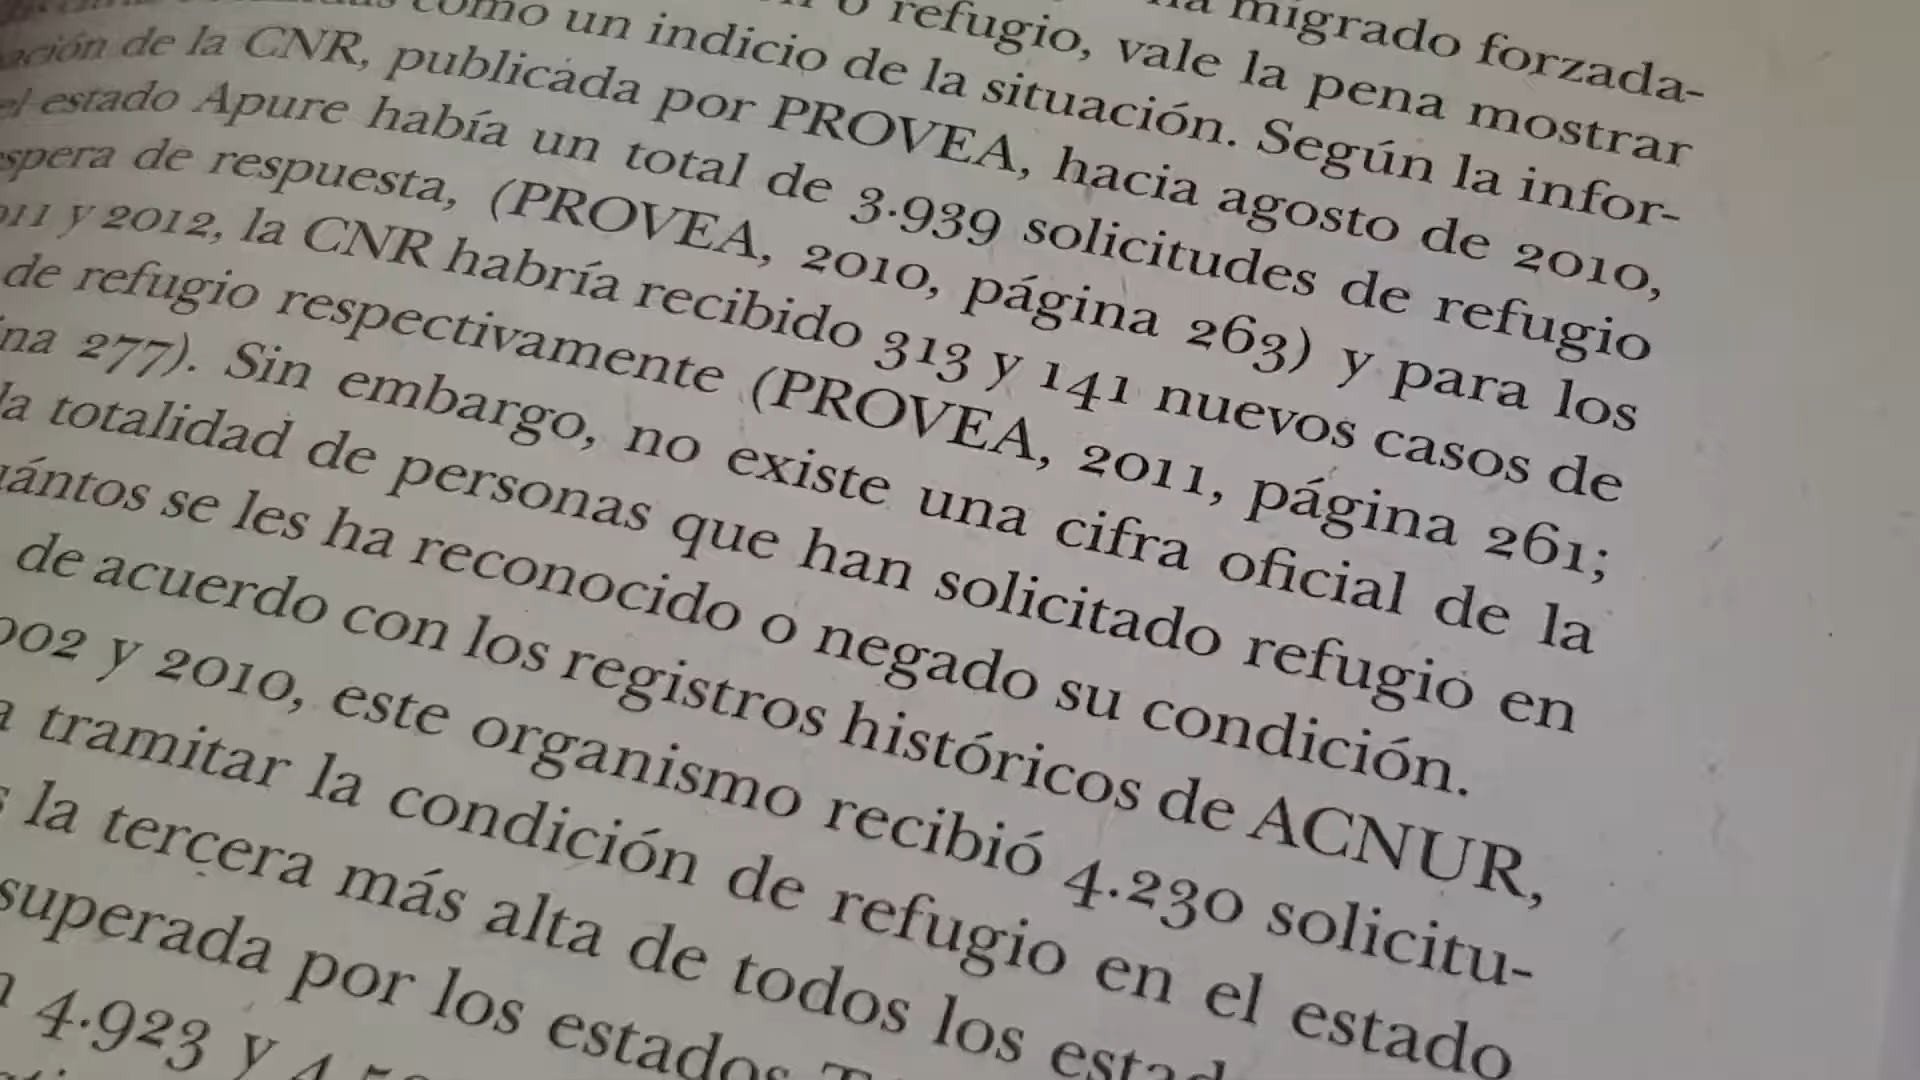 migrado forzada-
o refugio, vale la pena mostrar
como un indicio de la situación. Según la infor-
de la CNR, publicada por PROVEA, hacia agosto de 2010,
el estado Apure había un total de 3.939 solicitudes de refugio
de respuesta, (PROVEA, 2010, página 263) y para los
y 2012, la CNR habría recibido 313 y 141 nuevos casos de
de refugio respectivamente (PROVEA, 2011, página 261;
277). Sin embargo, no existe una cifra oficial de la
la totalidad de personas que han solicitado refugio en
se les ha reconocido o negado su condición.
de acuerdo con los registros históricos de ACNUR,
y 2010, este organismo recibió 4.230 solicitu-
a tramitar la condición de refugio en el estado
la tercera más alta de todos los
superada por los estados
4.923 y